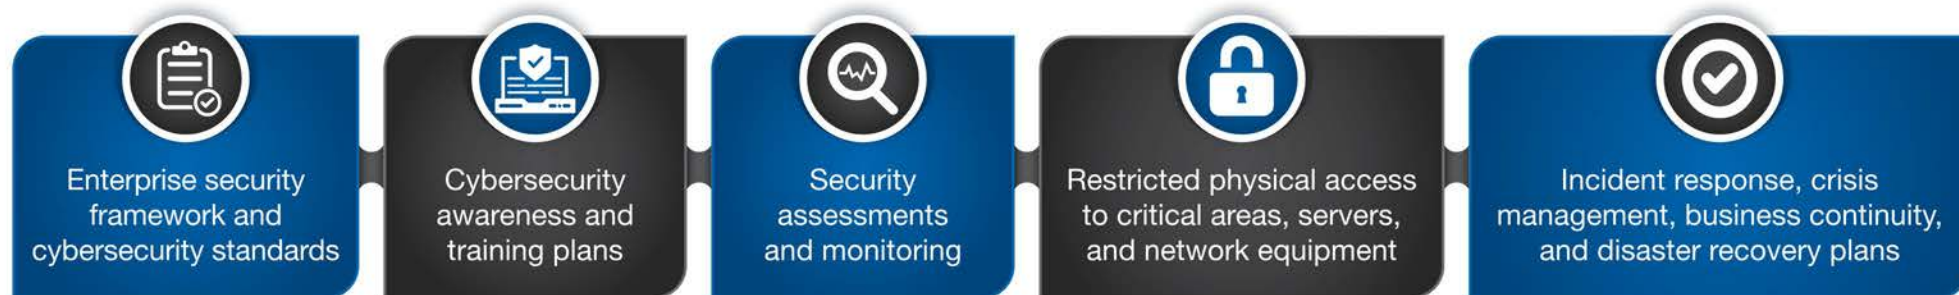 Enterprise security
framework and
cybersecurity standards
Cybersecurity
awareness and
training plans
Security
assessments
and monitoring
Restricted physical access
to critical areas, servers,
and network equipment
Incident response, crisis
management, business continuity,
and disaster recovery plans